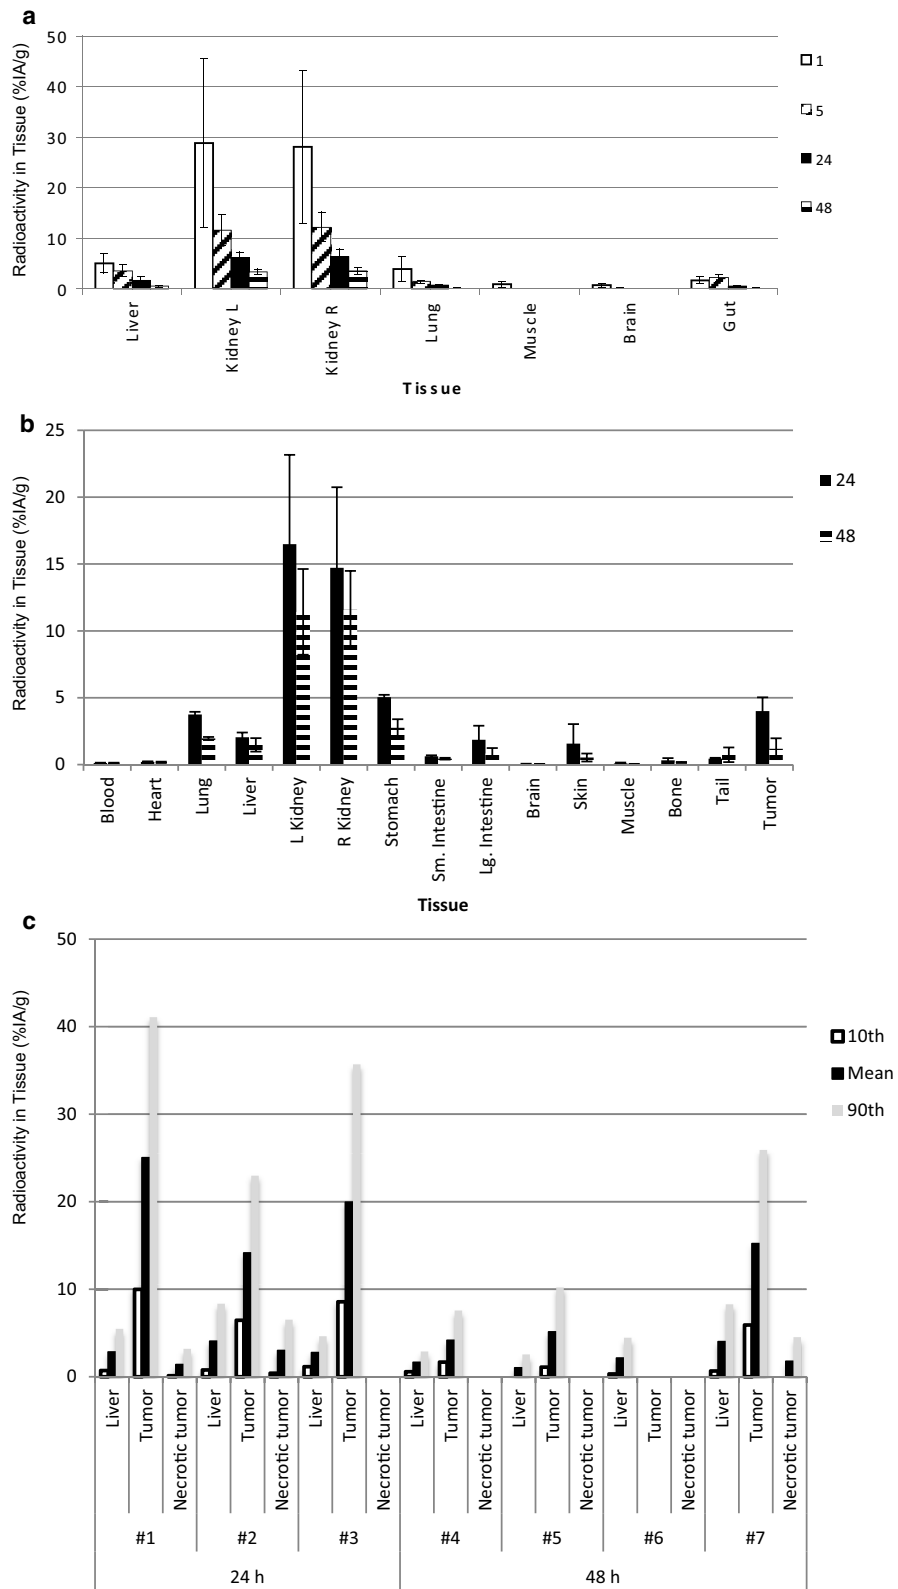 a
Radioactivity in Tissue (%IA/g)
50
40
30
20
10
0
Liver
Kidney L
Kidney R
Lung
Muscle
Brain
Gut
Tissue
1
5
24
48
b
Radioactivity in Tissue (%IA/g)
25
20
15
10
5
0
Blood
Heart
Lung
Liver
L Kidney
R Kidney
Stomach
Sm. Intestine
Lg. Intestine
Brain
Skin
Muscle
Bone
Tail
Tumor
Tissue
24
48
c
Radioactivity in Tissue (%IA/g)
50
40
30
20
10
0
10th
Mean
90th
Liver
Tumor
Necrotic tumor
Liver
Tumor
Necrotic tumor
Liver
Tumor
Necrotic tumor
Liver
Tumor
Necrotic tumor
Liver
Tumor
Necrotic tumor
Liver
Tumor
Necrotic tumor
Liver
Tumor
Necrotic tumor
#1
#2
#3
#4
#5
#6
#7
24 h
48 h